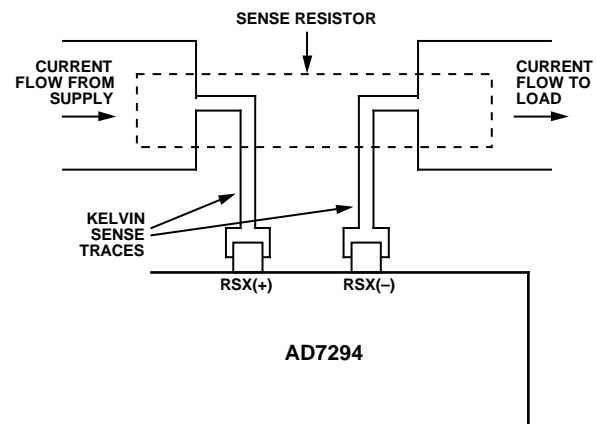 SENSE RESISTOR
CURRENT
FLOW FROM
SUPPLY
CURRENT
FLOW TO
LOAD
KELVIN
SENSE
TRACES
RSX(+)
RSX(–)
AD7294